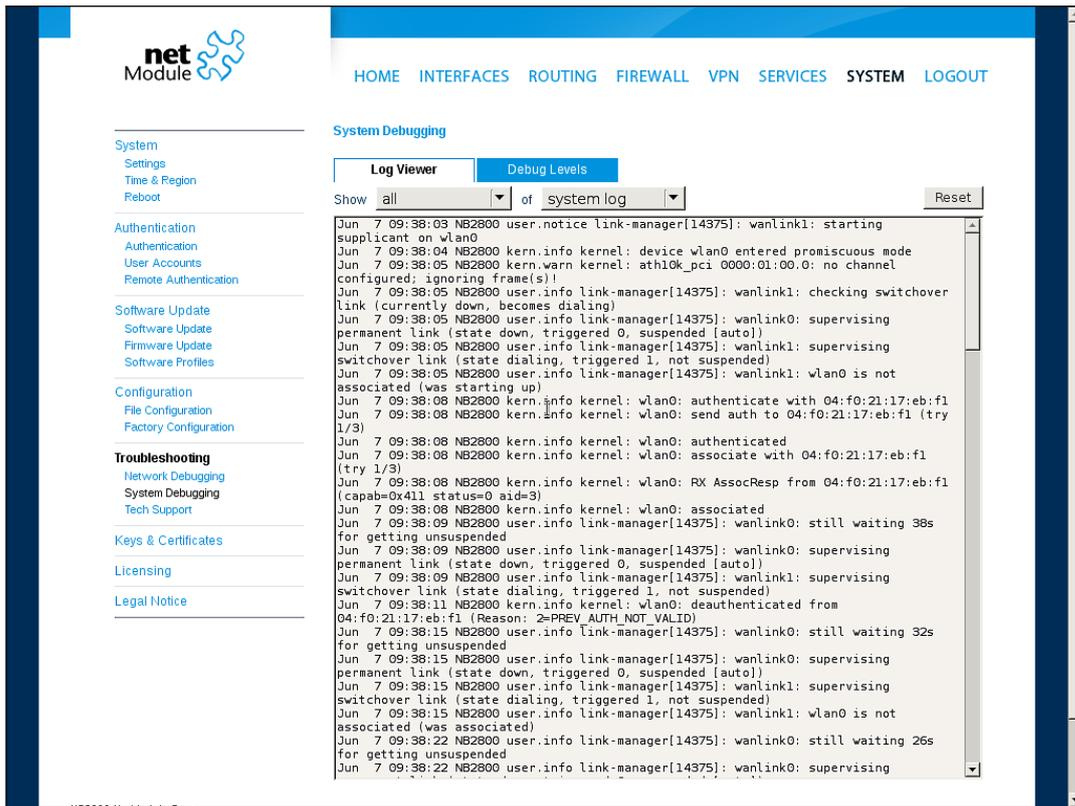 net
Module
HOME INTERFACES ROUTING FIREWALL VPN SERVICES SYSTEM LOGOUT
System
Settings
Time & Region
Reboot
Authentication
Authentication
User Accounts
Remote Authentication
Software Update
Software Update
Firmware Update
Software Profiles
Configuration
File Configuration
Factory Configuration
Troubleshooting
Network Debugging
System Debugging
Tech Support
Keys & Certificates
Licensing
Legal Notice
System Debugging
Log Viewer Debug Levels
Show all of system log Reset
Jun 7 09:38:03 NB2800 user.notice link-manager[14375]: wanlink1: starting
supplicant on wlan0
Jun 7 09:38:04 NB2800 kern.info kernel: device wlan0 entered promiscuous mode
Jun 7 09:38:05 NB2800 kern.warn kernel: ath10k_pci 0000:01:00.0: no channel
configured; ignoring frame(s)!
Jun 7 09:38:05 NB2800 user.info link-manager[14375]: wanlink1: checking switchover
link (currently down, becomes dialing)
Jun 7 09:38:05 NB2800 user.info link-manager[14375]: wanlink0: supervising
permanent link (state down, triggered 0, suspended [auto])
Jun 7 09:38:05 NB2800 user.info link-manager[14375]: wanlink1: supervising
switchover link (state dialing, triggered 1, not suspended)
Jun 7 09:38:05 NB2800 user.info link-manager[14375]: wanlink1: wlan0 is not
associated (was starting up)
Jun 7 09:38:08 NB2800 kern.info kernel: wlan0: authenticate with 04:f0:21:17:eb:f1
Jun 7 09:38:08 NB2800 kern.info kernel: wlan0: send auth to 04:f0:21:17:eb:f1 (try
1/3)
Jun 7 09:38:08 NB2800 kern.info kernel: wlan0: authenticated
Jun 7 09:38:08 NB2800 kern.info kernel: wlan0: associate with 04:f0:21:17:eb:f1
(try 1/3)
Jun 7 09:38:08 NB2800 kern.info kernel: wlan0: RX AssocResp from 04:f0:21:17:eb:f1
(capab=0x411 status=0 aid=3)
Jun 7 09:38:08 NB2800 kern.info kernel: wlan0: associated
Jun 7 09:38:09 NB2800 user.info link-manager[14375]: wanlink0: still waiting 38s
for getting unsuspended
Jun 7 09:38:09 NB2800 user.info link-manager[14375]: wanlink0: supervising
permanent link (state down, triggered 0, suspended [auto])
Jun 7 09:38:09 NB2800 user.info link-manager[14375]: wanlink1: supervising
switchover link (state dialing, triggered 1, not suspended)
Jun 7 09:38:11 NB2800 kern.info kernel: wlan0: deauthenticated from
04:f0:21:17:eb:f1 (Reason: 2=PREV_AUTH_NOT_VALID)
Jun 7 09:38:15 NB2800 user.info link-manager[14375]: wanlink0: still waiting 32s
for getting unsuspended
Jun 7 09:38:15 NB2800 user.info link-manager[14375]: wanlink0: supervising
permanent link (state down, triggered 0, suspended [auto])
Jun 7 09:38:15 NB2800 user.info link-manager[14375]: wanlink1: supervising
switchover link (state dialing, triggered 1, not suspended)
Jun 7 09:38:15 NB2800 user.info link-manager[14375]: wanlink1: wlan0 is not
associated (was associated)
Jun 7 09:38:22 NB2800 user.info link-manager[14375]: wanlink0: still waiting 26s
for getting unsuspended
Jun 7 09:38:22 NB2800 user.info link-manager[14375]: wanlink0: supervising